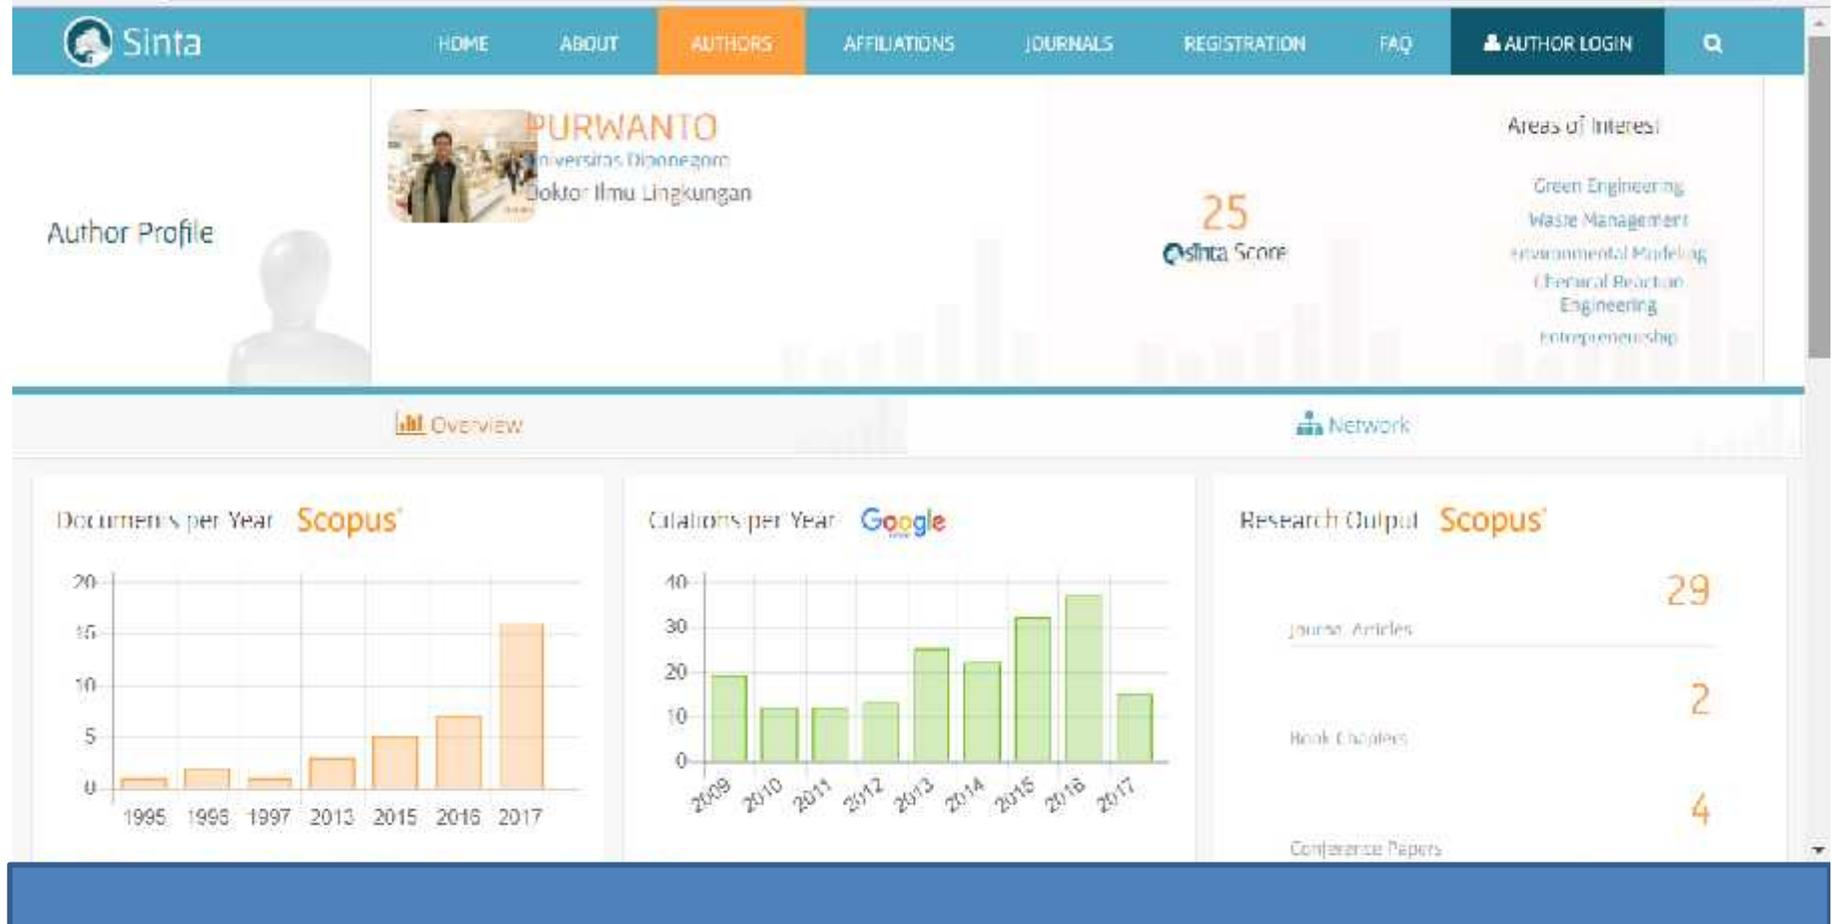 Sinta
HOME ABOUT AUTHORS AFFILIATIONS JOURNALS REGISTRATION FAQ AUTHOR LOGIN
Author Profile
PURWANTO
Universitas Diponegoro
Doktor Ilmu Lingkungan
25
sinta Score
Areas of Interest
Green Engineering
Waste Management
Environmental Modeling
Chemical Reaction
Engineering
Entrepreneurship
Overview
Network
Documents per Year Scopus
20
15
10
5
0
1995 1996 1997 2013 2015 2016 2017
Citations per Year Google
40
30
20
10
0
2009 2010 2011 2012 2013 2014 2015 2016 2017
Research Output Scopus
29
Journal Articles
2
Book Chapters
4
Conference Papers